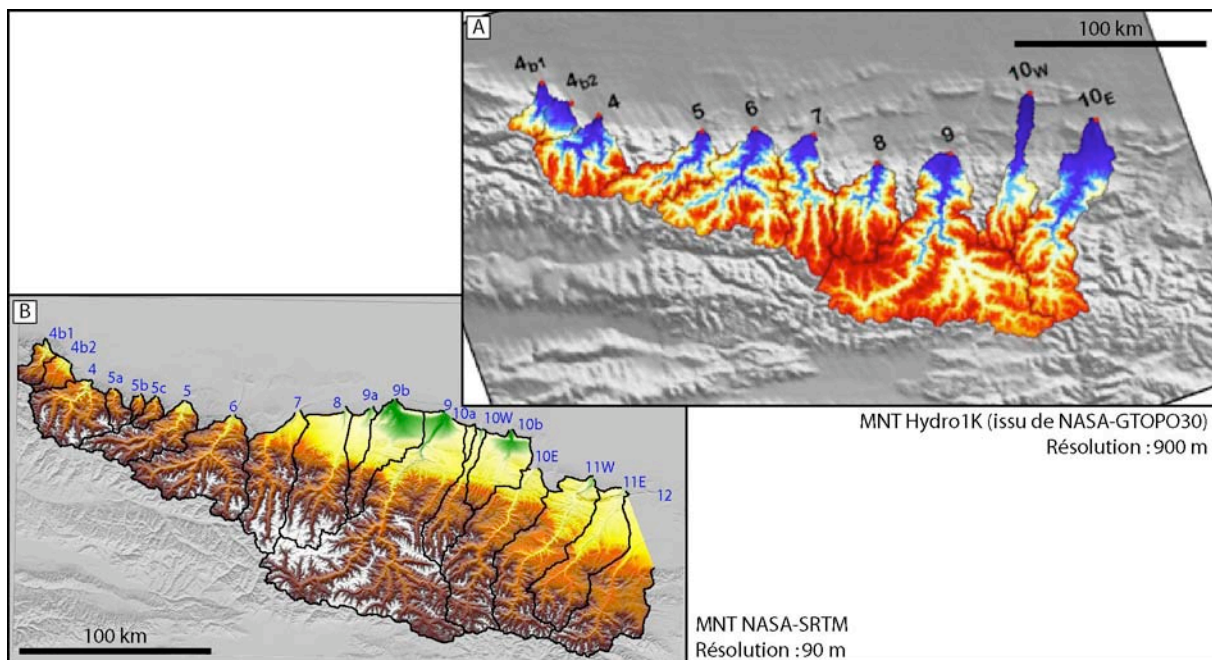 A
100 km
4b1
4b2
4
5
6
7
8
9
10W
10E
MNT Hydro1K (issu de NASA-GTOPO30)
Résolution : 900 m
B
4b1
4b2
4
5a
5b
5c
5
6
7
8
9a
9b
9
10a
10W
10b
10E
11W
11E
12
100 km
MNT NASA-SRTM
Résolution : 90 m